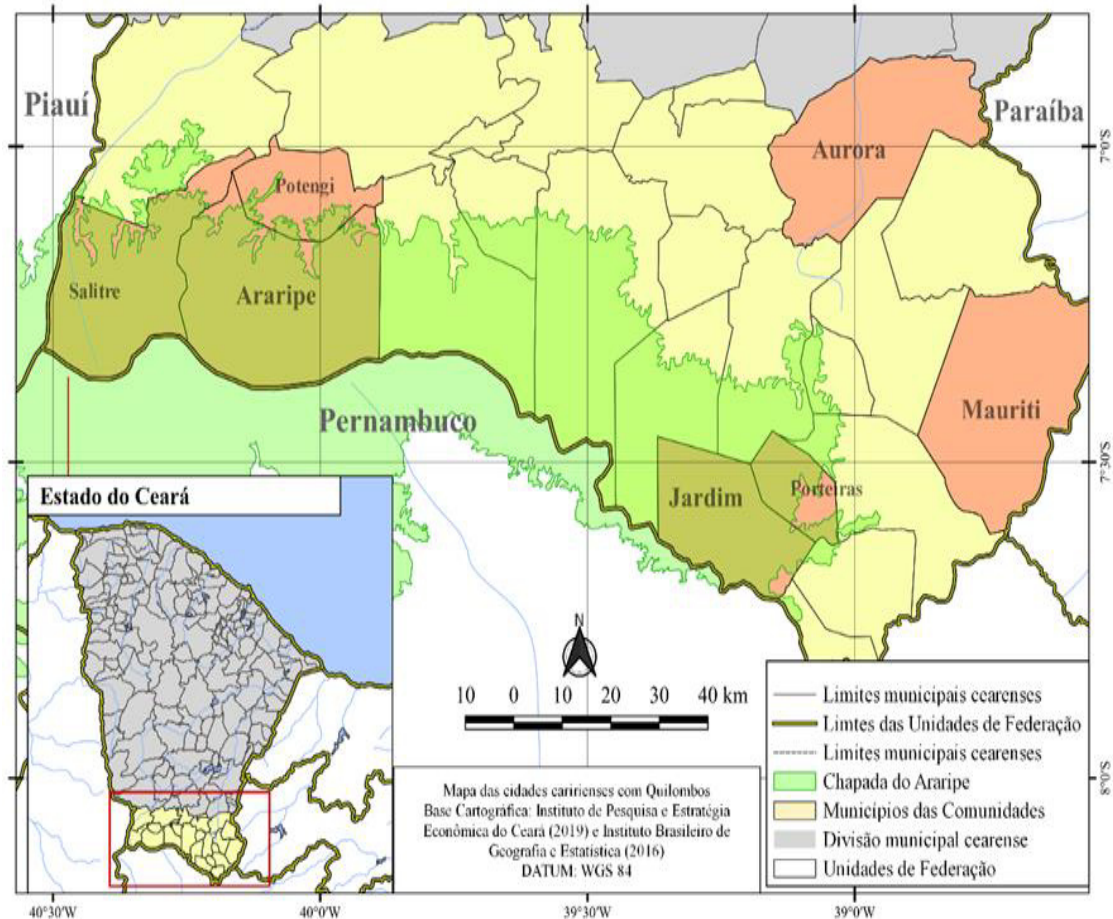 Piauí
Paraíba
Aurora
Potengi
Salitre
Araripe
Mauriti
Pernambuco
Jardim
Porteiras
7°0'S
7°30'S
8°0'S
Estado do Ceará
N
10 0 10 20 30 40 km
Limites municipais cearenses
Limtes das Unidades de Federação
Limites municipais cearenses
Chapada do Araripe
Municípios das Comunidades
Divisão municipal cearense
Unidades de Federação
Mapa das cidades caririenses com Quilombos
Base Cartográfica: Instituto de Pesquisa e Estratégia
Econômica do Ceará (2019) e Instituto Brasileiro de
Geografia e Estatística (2016)
DATUM: WGS 84
40°30'W 40°0'W 39°30'W 39°0'W